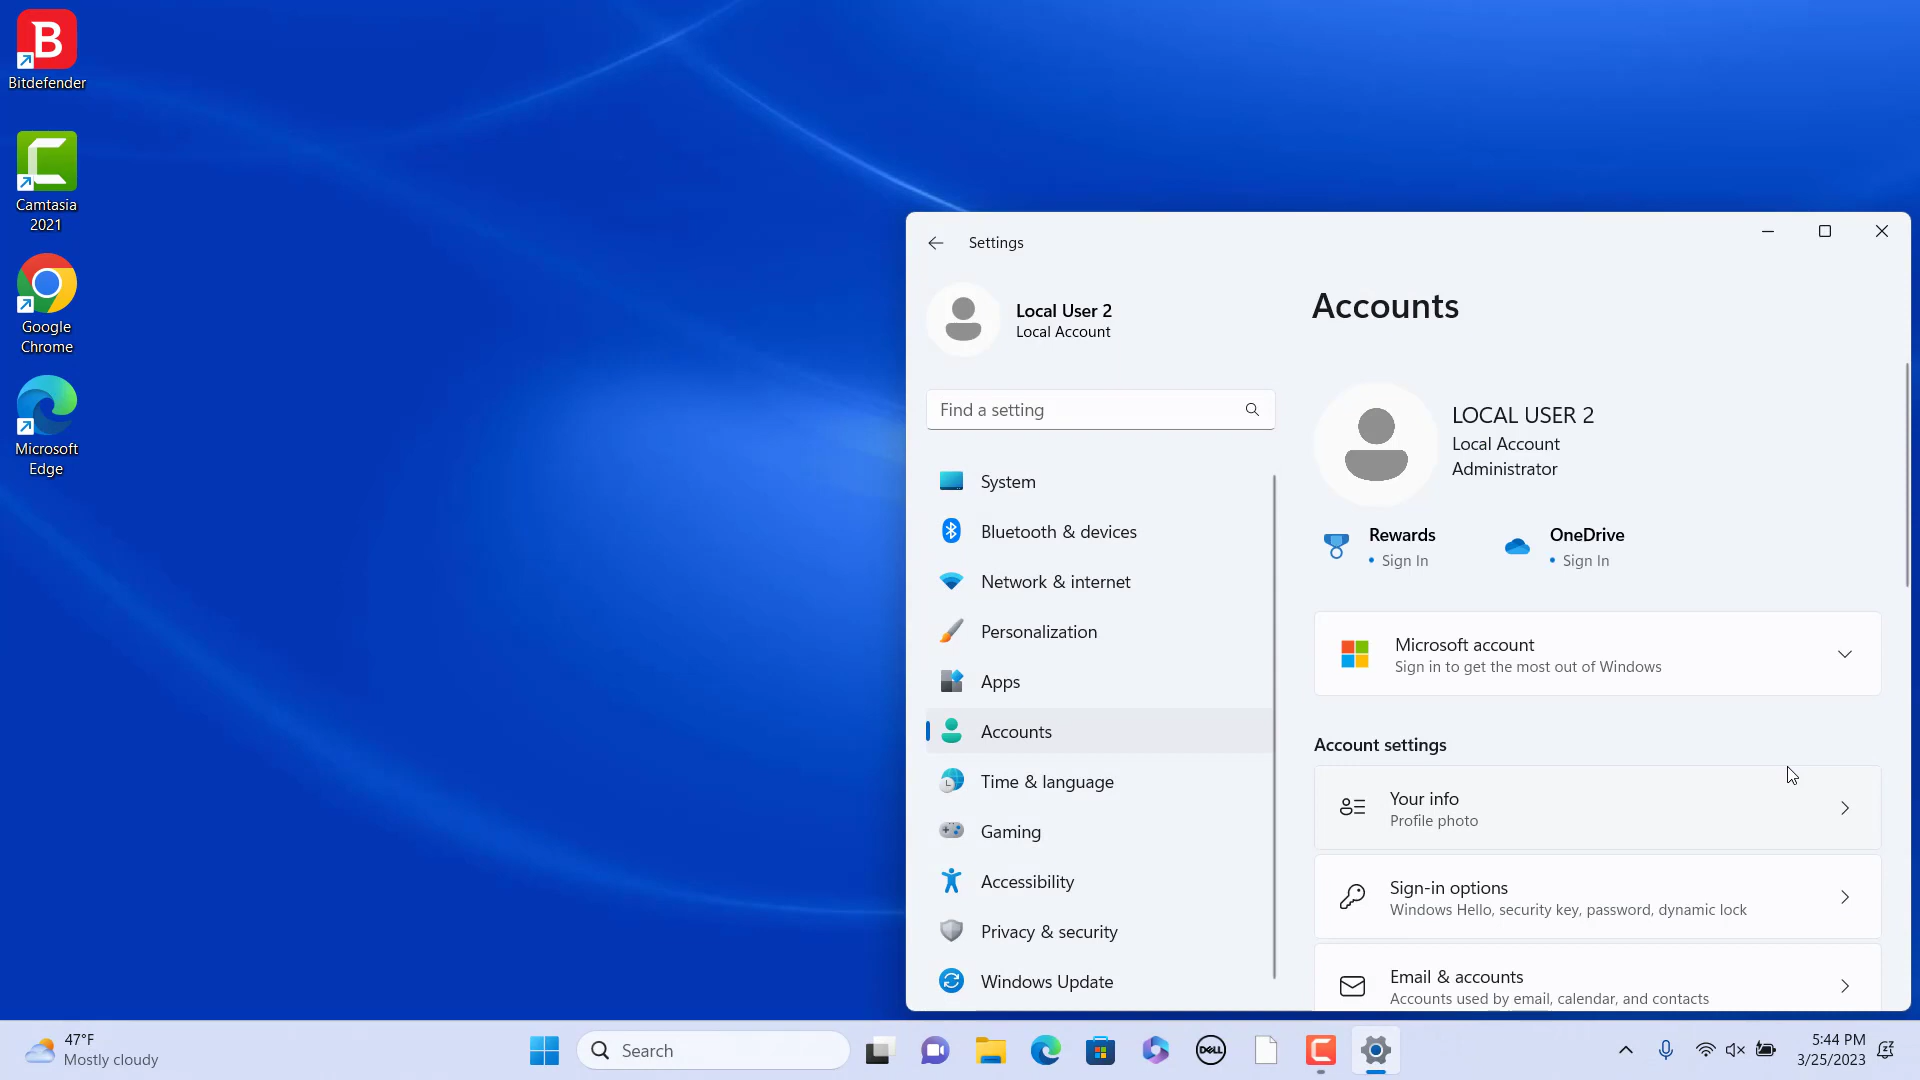 Bitdefender
Camtasia
2021
Google
Chrome
Microsoft
Edge
Settings
Local User 2
Local Account
Find a setting
System
Bluetooth & devices
Network & internet
Personalization
Apps
Accounts
Time & language
Gaming
Accessibility
Privacy & security
Windows Update
Accounts
LOCAL USER 2
Local Account
Administrator
Rewards
• Sign In
OneDrive
• Sign In
Microsoft account
Sign in to get the most out of Windows
Account settings
Your info
Profile photo
Sign-in options
Windows Hello, security key, password, dynamic lock
Email & accounts
Accounts used by email, calendar, and contacts
47°F
Mostly cloudy
Search
DELL
5:44 PM
3/25/2023